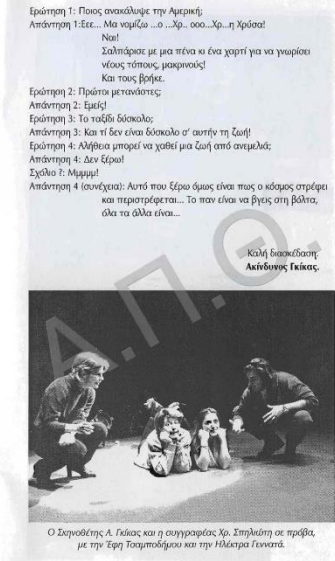 Ερώτηση 1: Ποιος ανακάλυψε την Αμερική;
Απάντηση 1:Εεε... Μα νομίζω ...ο ...Χρ.. οοο...Χρ...η Χρύσα!
Ναι!
Σαλπάρισε με μια πένα κι ένα χαρτί για να γνωρίσει
νέους τόπους, μακρινούς!
Και τους βρήκε.
Ερώτηση 2: Πρώτοι μετανάστες;
Απάντηση 2: Εμείς!
Ερώτηση 3: Το ταξίδι δύσκολο;
Απάντηση 3: Και τί δεν είναι δύσκολο σ' αυτήν τη ζωή!
Ερώτηση 4: Αλήθεια μπορεί να χαθεί μια ζωή από ανεμελιά;
Απάντηση 4: Δεν ξέρω!
Σχόλιο ?: Μμμμμ!
Απάντηση 4 (συνέχεια): Αυτό που ξέρω όμως είναι πως ο κόσμος στρέφει
και περιστρέφεται... Το παν είναι να βγεις στη βόλτα,
όλα τα άλλα είναι...
Καλή διασκέδαση.
Ακίνδυνος Γκίκας.
Α.Π.Θ.
Ο Σκηνοθέτης Α. Γκίκας και η συγγραφέας Χρ. Σπηλιώτη σε πρόβα,
με την Έφη Τσαμποδήμου και την Ηλέκτρα Γεννατά.